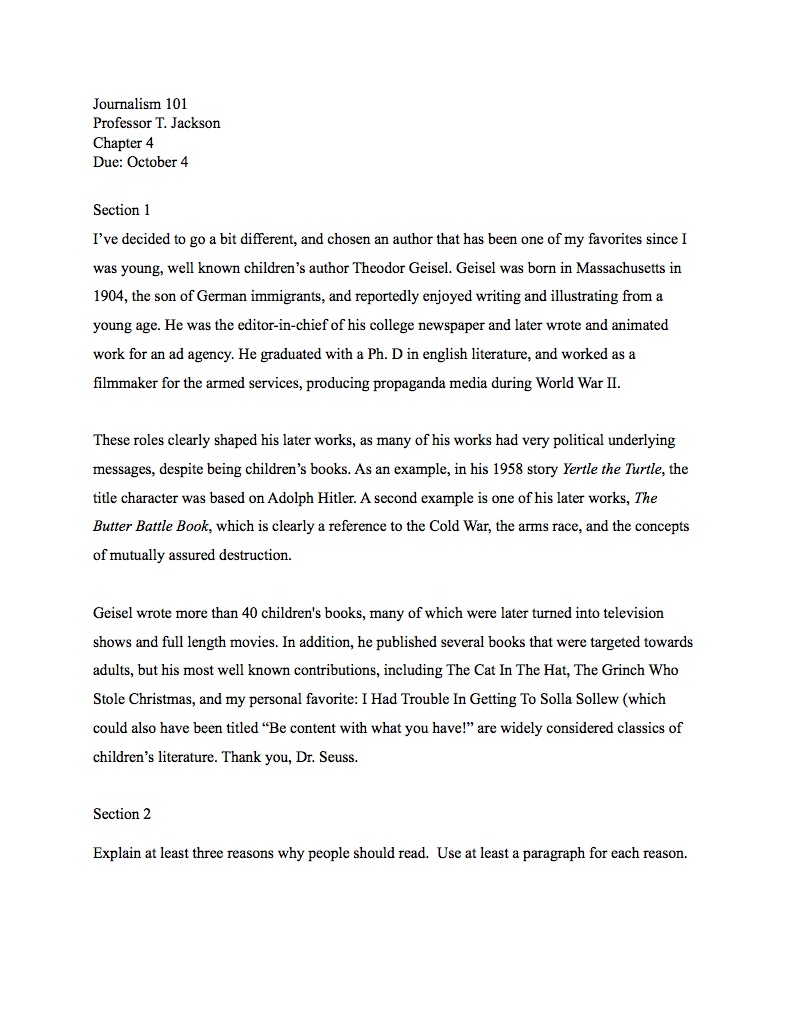 Journalism 101
Professor T. Jackson
Chapter 4
Due: October 4
Section 1
I’ve decided to go a bit different, and chosen an author that has been one of my favorites since I
was young, well known children’s author Theodor Geisel. Geisel was born in Massachusetts in
1904, the son of German immigrants, and reportedly enjoyed writing and illustrating from a
young age. He was the editor-in-chief of his college newspaper and later wrote and animated
work for an ad agency. He graduated with a Ph. D in english literature, and worked as a
filmmaker for the armed services, producing propaganda media during World War II.
These roles clearly shaped his later works, as many of his works had very political underlying
messages, despite being children’s books. As an example, in his 1958 story Yertle the Turtle, the
title character was based on Adolph Hitler. A second example is one of his later works, The
Butter Battle Book, which is clearly a reference to the Cold War, the arms race, and the concepts
of mutually assured destruction.
Geisel wrote more than 40 children's books, many of which were later turned into television
shows and full length movies. In addition, he published several books that were targeted towards
adults, but his most well known contributions, including The Cat In The Hat, The Grinch Who
Stole Christmas, and my personal favorite: I Had Trouble In Getting To Solla Sollew (which
could also have been titled “Be content with what you have!” are widely considered classics of
children’s literature. Thank you, Dr. Seuss.
Section 2
Explain at least three reasons why people should read.  Use at least a paragraph for each reason.